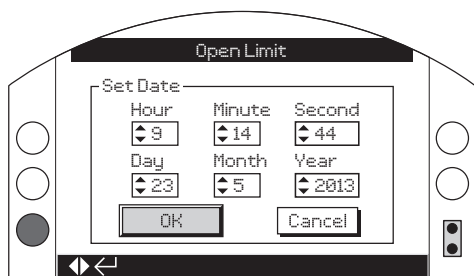 Open Limit
Set Date
Hour Minute Second
9 14 44
Day Month Year
23 5 2013
OK Cancel